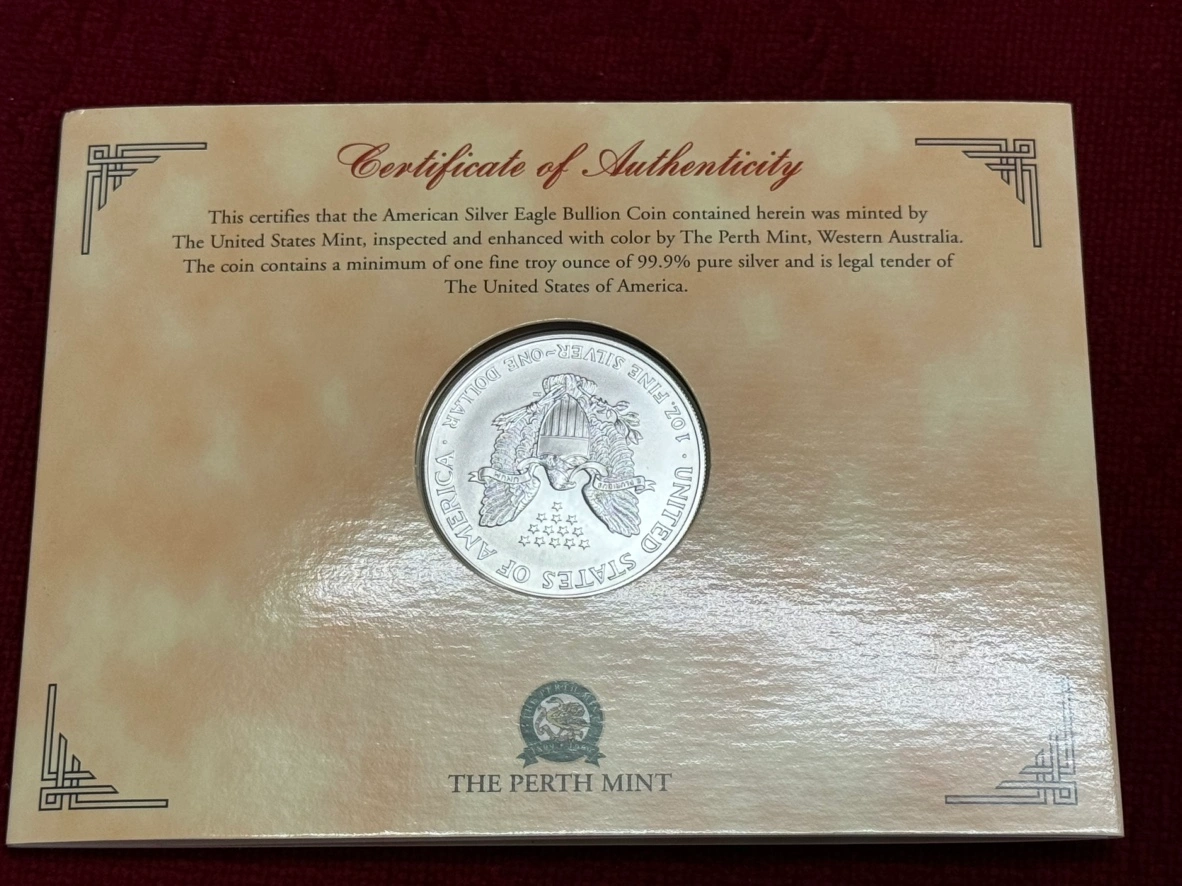 Certificate of Authenticity
This certifies that the American Silver Eagle Bullion Coin contained herein was minted by
The United States Mint, inspected and enhanced with color by The Perth Mint, Western Australia.
The coin contains a minimum of one fine troy ounce of 99.9% pure silver and is legal tender of
The United States of America.
UNITED STATES OF AMERICA · 1 OZ. FINE SILVER~ONE DOLLAR ·
E PLURIBUS UNUM
THE PERTH MINT